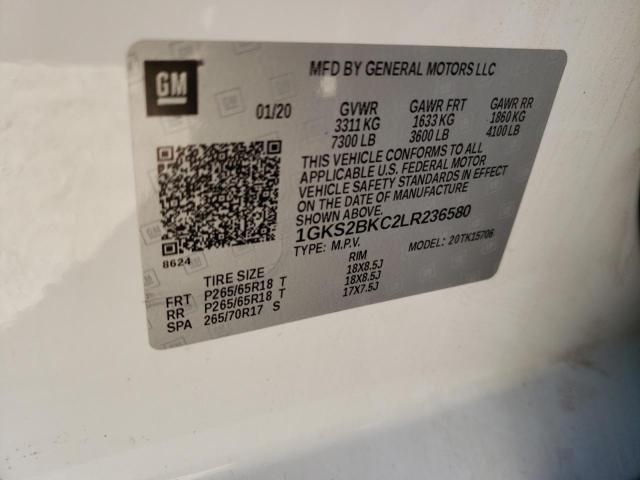 GM
MFD BY GENERAL MOTORS LLC
01/20 GVWR GAWR FRT GAWR RR
3311 KG 1633 KG 1860 KG
7300 LB 3600 LB 4100 LB
THIS VEHICLE CONFORMS TO ALL
APPLICABLE U.S. FEDERAL MOTOR
VEHICLE SAFETY STANDARDS IN EFFECT
ON THE DATE OF MANUFACTURE
SHOWN ABOVE.
1GKS2BKC2LR236580
TYPE: M.P.V. MODEL: 20TK15706
8624
TIRE SIZE RIM
FRT P265/65R18 T 18X8.5J
RR P265/65R18 T 18X8.5J
SPA 265/70R17 S 17X7.5J